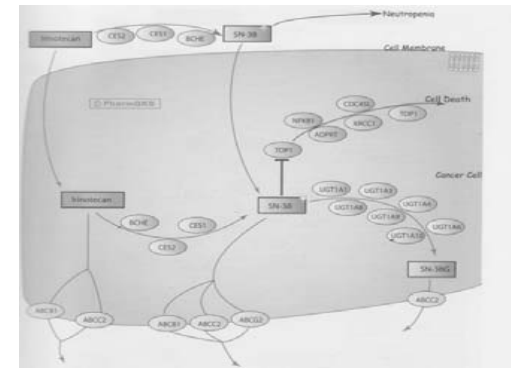 Neutropenia
Irinotecan
CES2
CES1
BCHE
SN-38
Cell Membrane
© PharmGKB
CDC45L
Cell Death
NFKB1
XRCC1
TDP1
ADPRT
TOP1
Cancer Cell
Irinotecan
SN-38
UGT1A1
UGT1A3
UGT1A4
UGT1A8
UGT1A9
UGT1A6
UGT1A10
BCHE
CES1
CES2
SN-38G
ABCB1
ABCC2
ABCB1
ABCC2
ABCG2
ABCC2